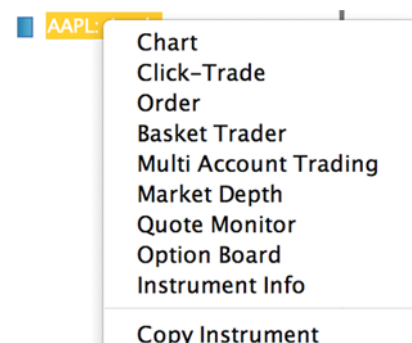 AAPL:
Chart
Click-Trade
Order
Basket Trader
Multi Account Trading
Market Depth
Quote Monitor
Option Board
Instrument Info
Copy Instrument